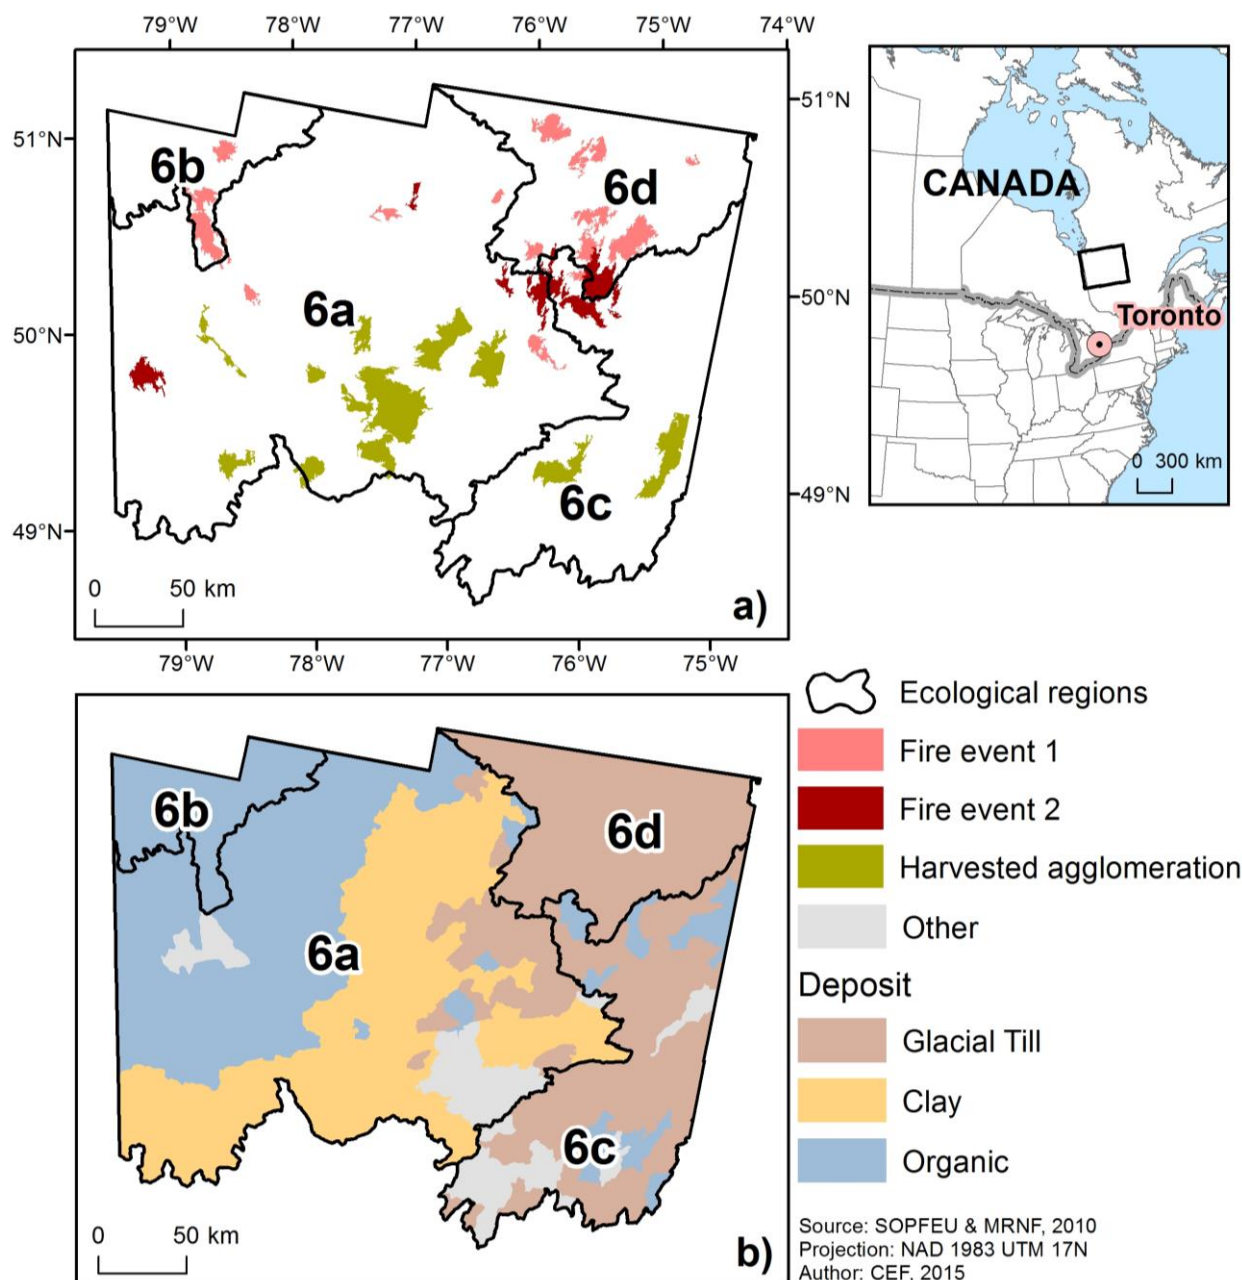 79°W 78°W 77°W 76°W 75°W 74°W
51°N
50°N
49°N
51°N
50°N
49°N
6b
6d
6a
6c
0 50 km
a)
CANADA
Toronto
0 300 km
79°W 78°W 77°W 76°W 75°W
6b
6d
6a
6c
0 50 km
b)
Ecological regions
Fire event 1
Fire event 2
Harvested agglomeration
Other
Deposit
Glacial Till
Clay
Organic
Source: SOPFEU & MRNF, 2010
Projection: NAD 1983 UTM 17N
Author: CEF, 2015